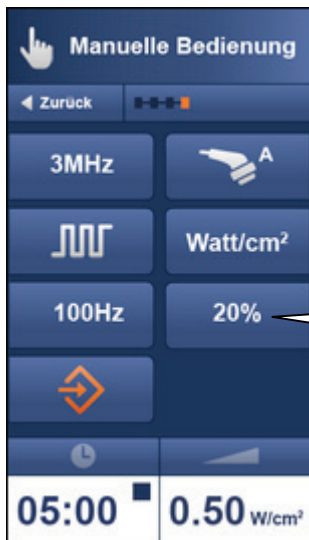 Manuelle Bedienung
Zurück
3MHz
A
Watt/cm²
100Hz
20%
05:00
0.50 W/cm²